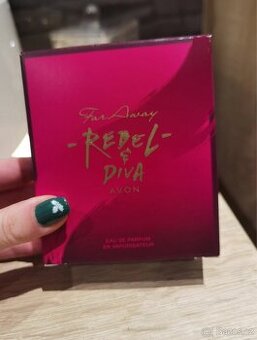 Far Away
-REBEL-
&
DIVA
AVON
EAU DE PARFUM
EN VAPORISATEUR